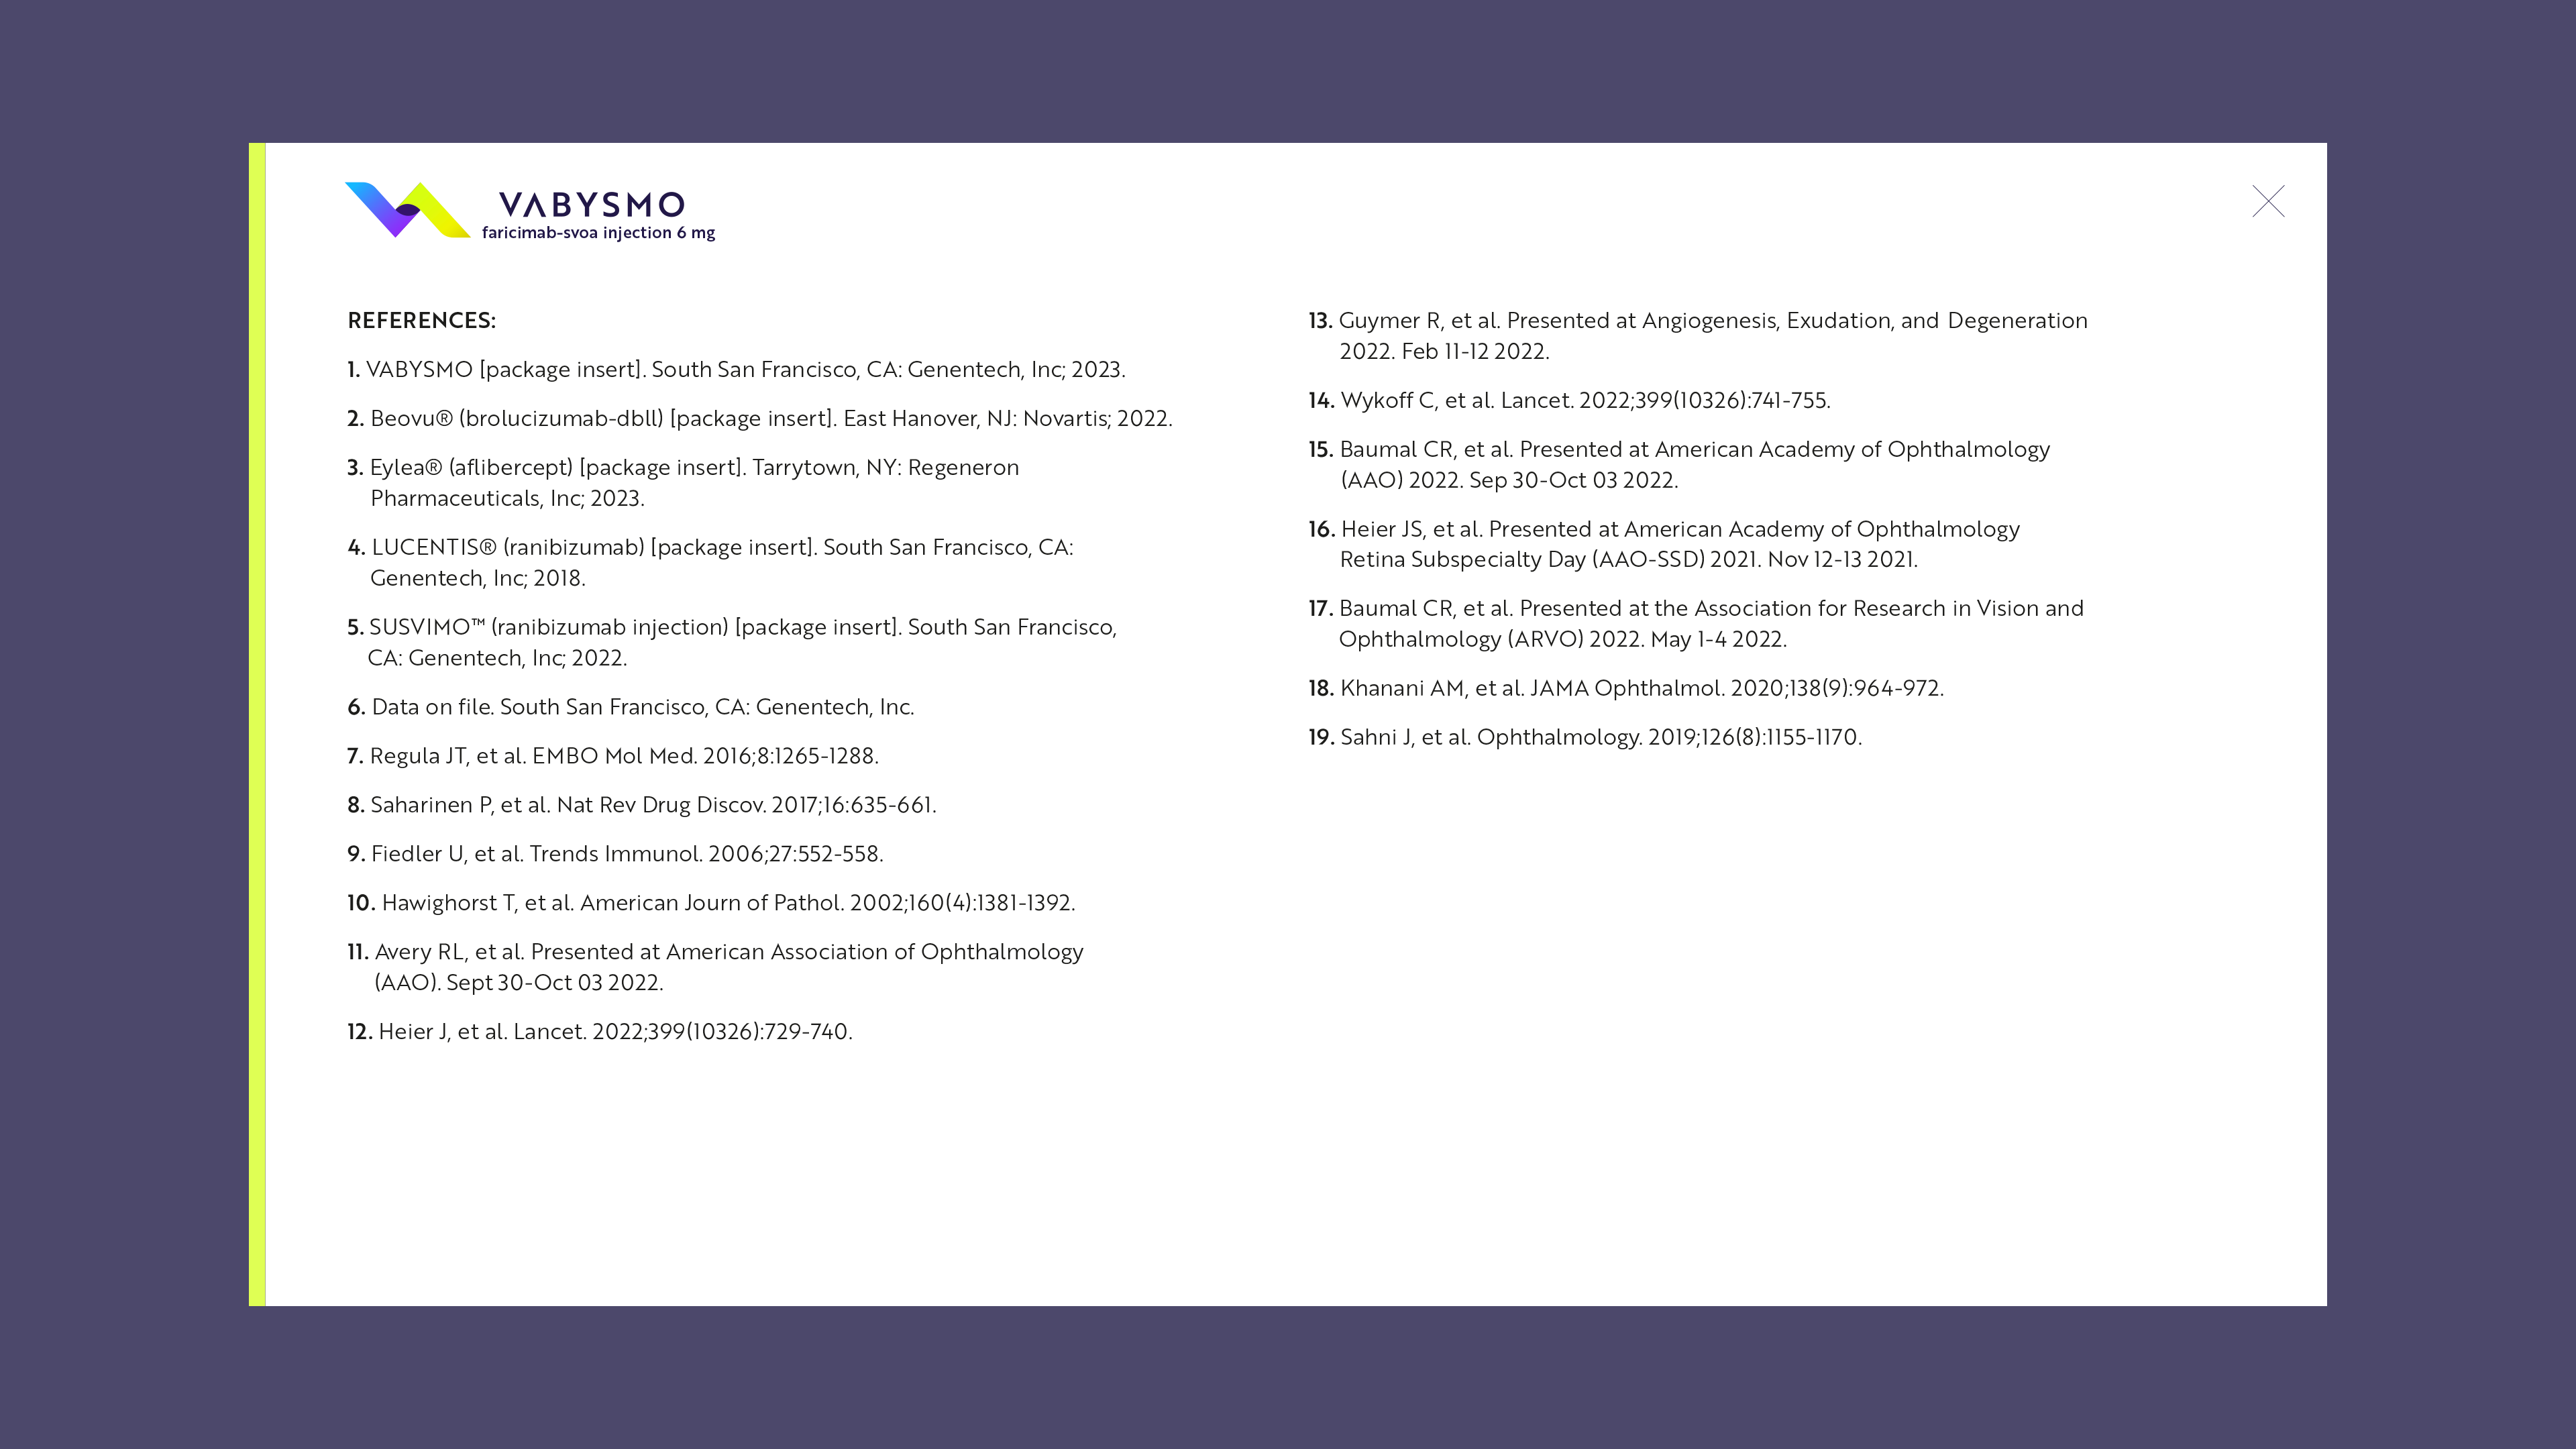 VABYSMO
faricimab-svoa injection 6 mg
REFERENCES:
1. VABYSMO [package insert]. South San Francisco, CA: Genentech, Inc; 2023.
2. Beovu® (brolucizumab-dbll) [package insert]. East Hanover, NJ: Novartis; 2022.
3. Eylea® (aflibercept) [package insert]. Tarrytown, NY: Regeneron
Pharmaceuticals, Inc; 2023.
4. LUCENTIS® (ranibizumab) [package insert]. South San Francisco, CA:
Genentech, Inc; 2018.
5. SUSVIMO™ (ranibizumab injection) [package insert]. South San Francisco,
CA: Genentech, Inc; 2022.
6. Data on file. South San Francisco, CA: Genentech, Inc.
7. Regula JT, et al. EMBO Mol Med. 2016;8:1265-1288.
8. Saharinen P, et al. Nat Rev Drug Discov. 2017;16:635-661.
9. Fiedler U, et al. Trends Immunol. 2006;27:552-558.
10. Hawighorst T, et al. American Journ of Pathol. 2002;160(4):1381-1392.
11. Avery RL, et al. Presented at American Association of Ophthalmology
(AAO). Sept 30-Oct 03 2022.
12. Heier J, et al. Lancet. 2022;399(10326):729-740.
13. Guymer R, et al. Presented at Angiogenesis, Exudation, and Degeneration
2022. Feb 11-12 2022.
14. Wykoff C, et al. Lancet. 2022;399(10326):741-755.
15. Baumal CR, et al. Presented at American Academy of Ophthalmology
(AAO) 2022. Sep 30-Oct 03 2022.
16. Heier JS, et al. Presented at American Academy of Ophthalmology
Retina Subspecialty Day (AAO-SSD) 2021. Nov 12-13 2021.
17. Baumal CR, et al. Presented at the Association for Research in Vision and
Ophthalmology (ARVO) 2022. May 1-4 2022.
18. Khanani AM, et al. JAMA Ophthalmol. 2020;138(9):964-972.
19. Sahni J, et al. Ophthalmology. 2019;126(8):1155-1170.